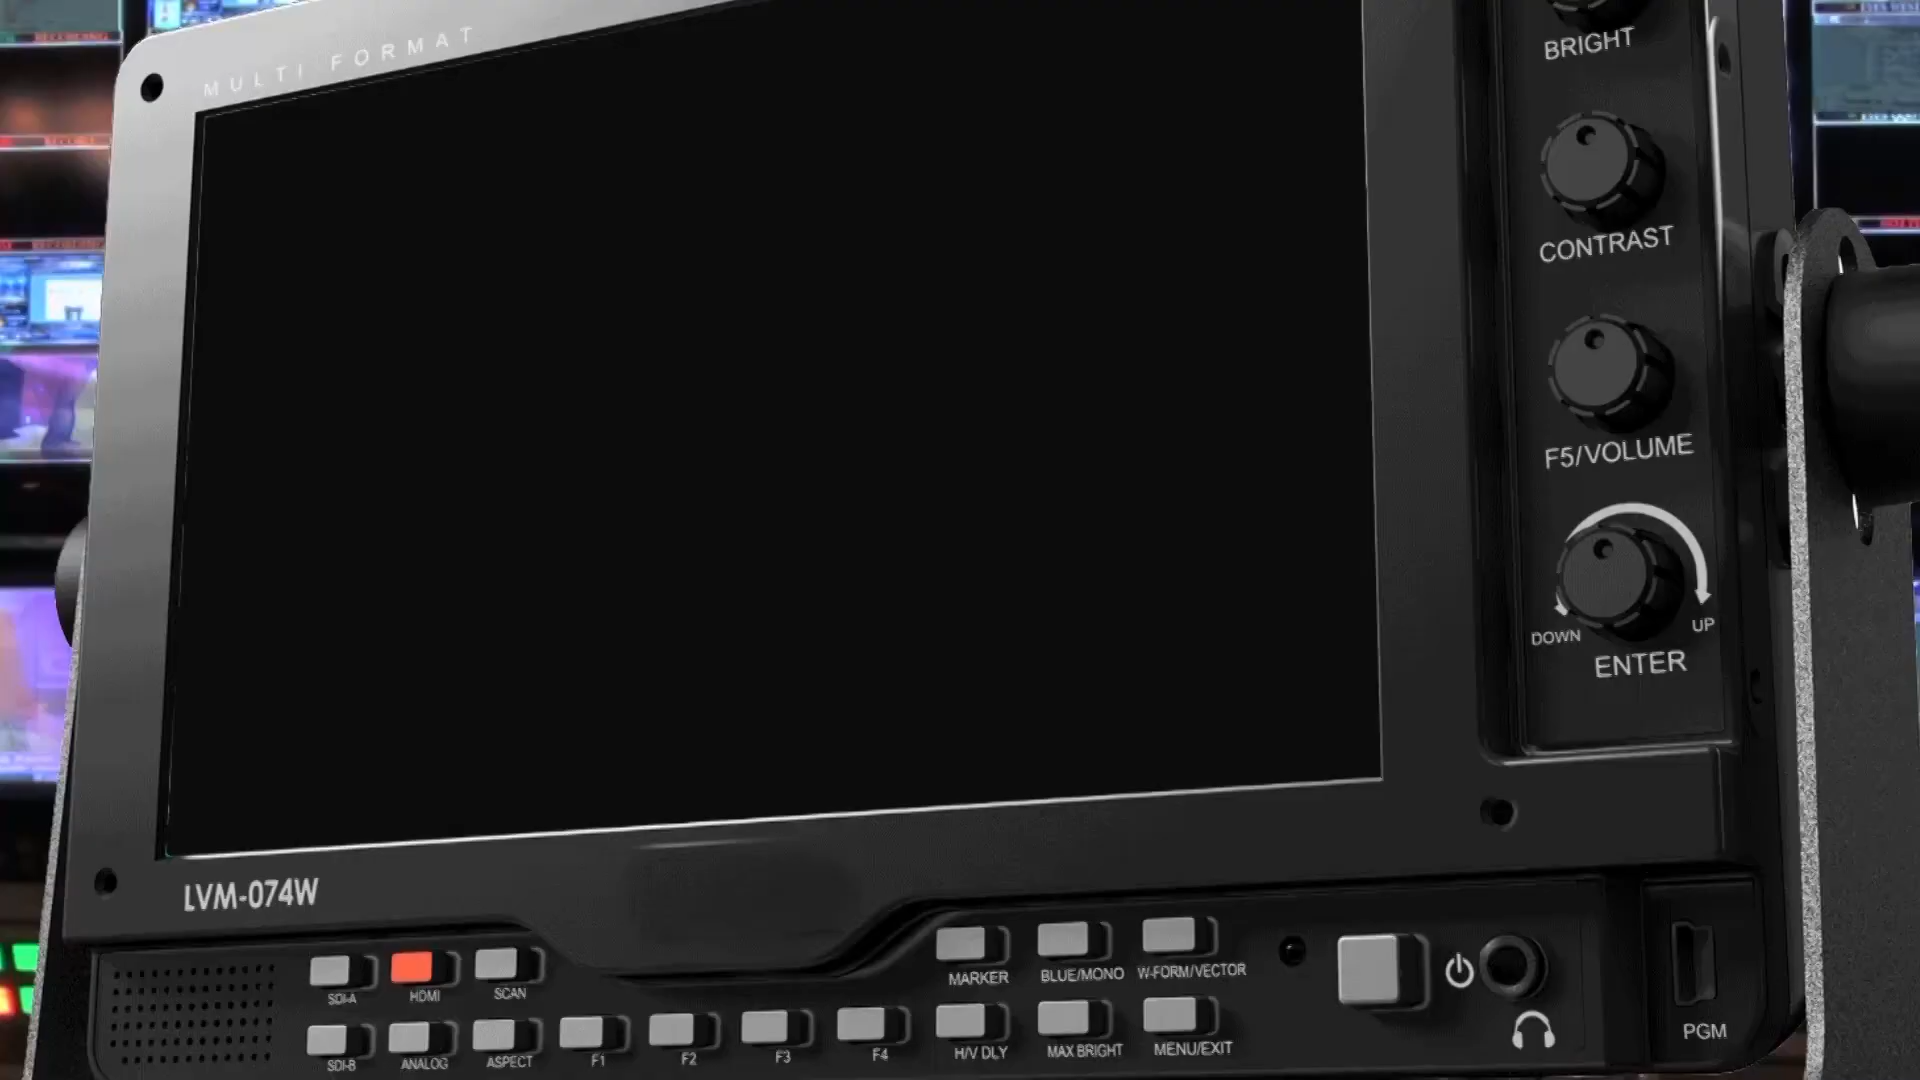 MULTI FORMAT
BRIGHT
CONTRAST
F5/VOLUME
DOWN
UP
ENTER
LVM-074W
MARKER
BLUE/MONO
W-FORM/VECTOR
SDI-A
HDMI
SCAN
SDI-B
ANALOG
ASPECT
F1
F2
F3
F4
H/V DLY
MAX BRIGHT
MENU/EXIT
PGM